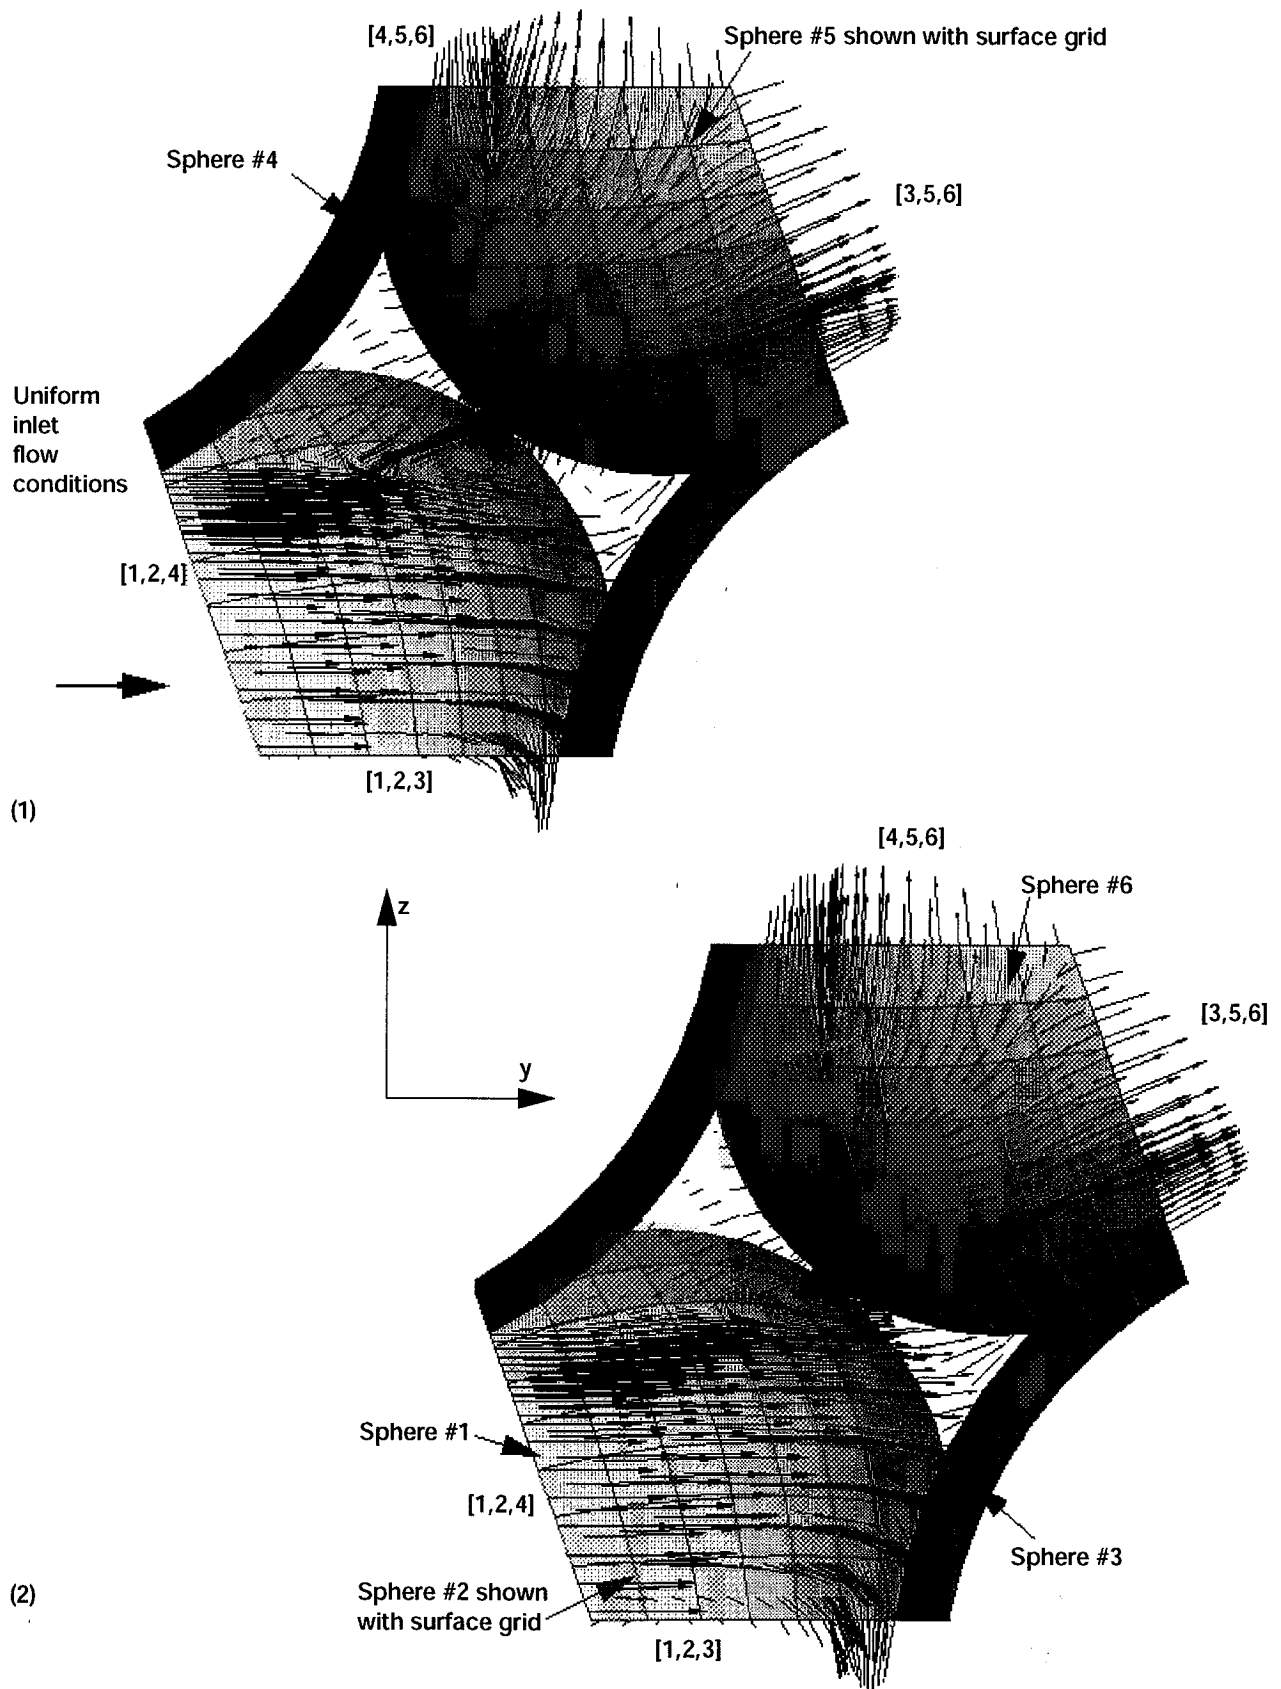 [4,5,6]
Sphere #5 shown with surface grid
Sphere #4
[3,5,6]
Uniform
inlet
flow
conditions
[1,2,4]
[1,2,3]
(1)
[4,5,6]
Sphere #6
z
[3,5,6]
y
Sphere #1
[1,2,4]
Sphere #3
(2)
Sphere #2 shown
with surface grid
[1,2,3]